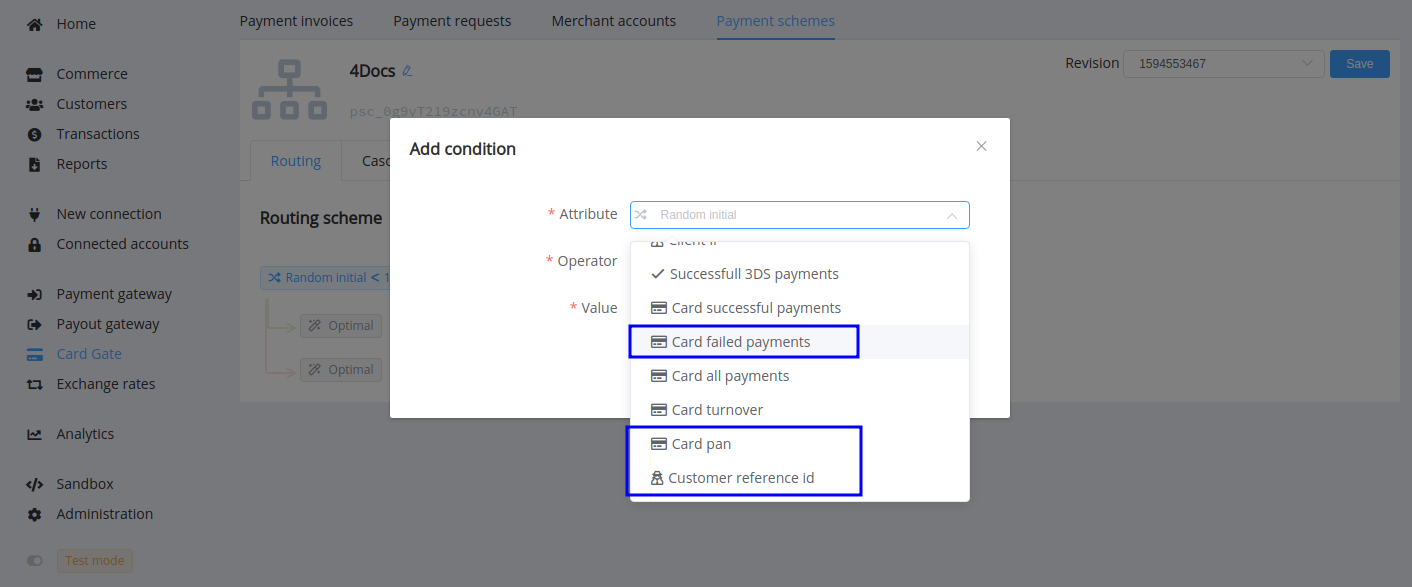 Home
Commerce
Customers
Transactions
Reports
New connection
Connected accounts
Payment gateway
Payout gateway
Card Gate
Exchange rates
Analytics
Sandbox
Administration
Test mode
Payment invoices Payment requests Merchant accounts Payment schemes
4Docs
psc_0g9vT219zcnv4GAT
Revision 1594553467 Save
Routing Casc
Routing scheme
Random initial < 1
Optimal
Optimal
Add condition
* Attribute Random initial
* Operator
* Value
Client
Successfull 3DS payments
Card successful payments
Card failed payments
Card all payments
Card turnover
Card pan
Customer reference id